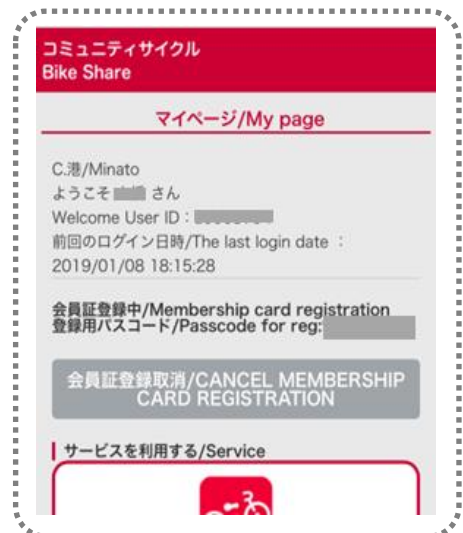 コミュニティサイクル
Bike Share
マイページ/My page
C.港/Minato
ようこそ さん
Welcome User ID :
前回のログイン日時/The last login date :
2019/01/08 18:15:28
会員証登録中/Membership card registration
登録用パスコード/Passcode for reg:
会員証登録取消/CANCEL MEMBERSHIP
CARD REGISTRATION
サービスを利用する/Service